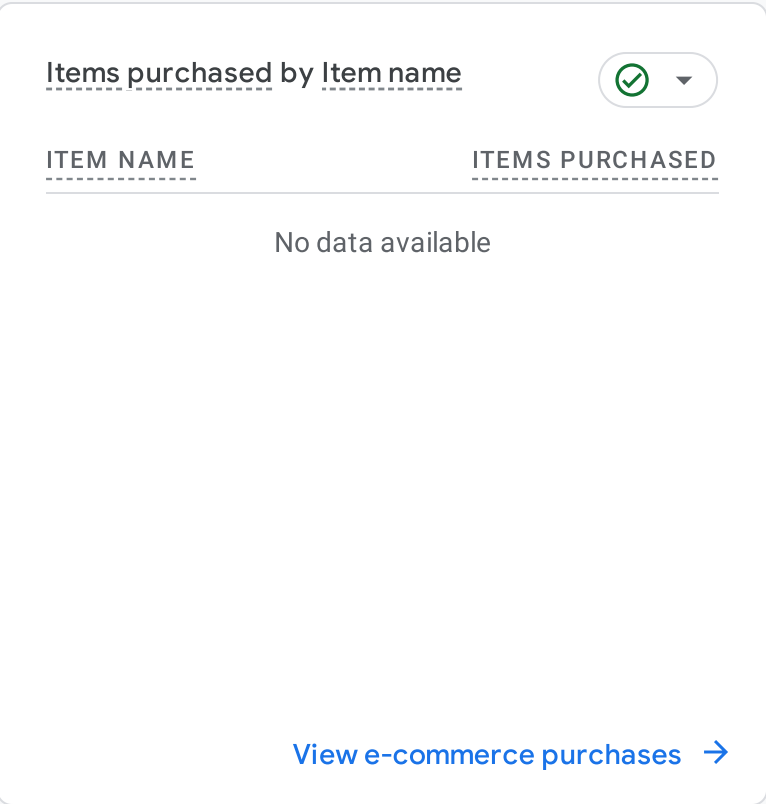 Items purchased by Item name
ITEM NAME ITEMS PURCHASED
No data available
View e-commerce purchases